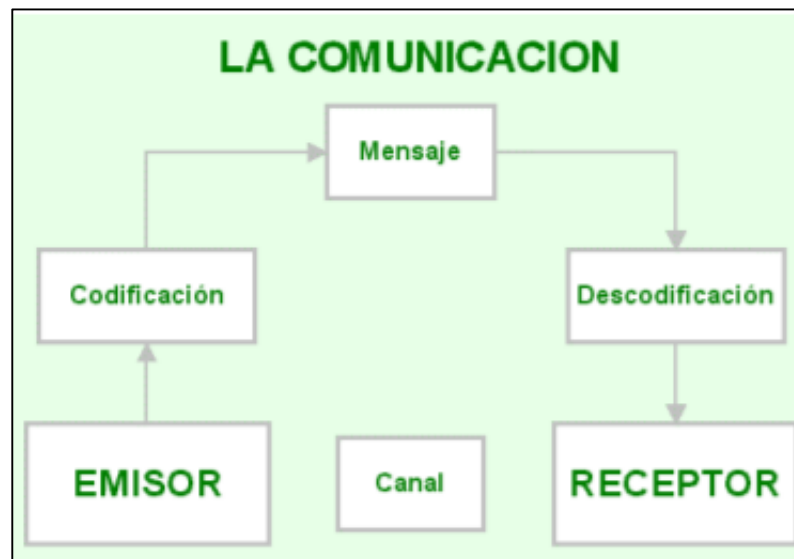 LA COMUNICACION
Mensaje
Codificación
Descodificación
EMISOR
Canal
RECEPTOR